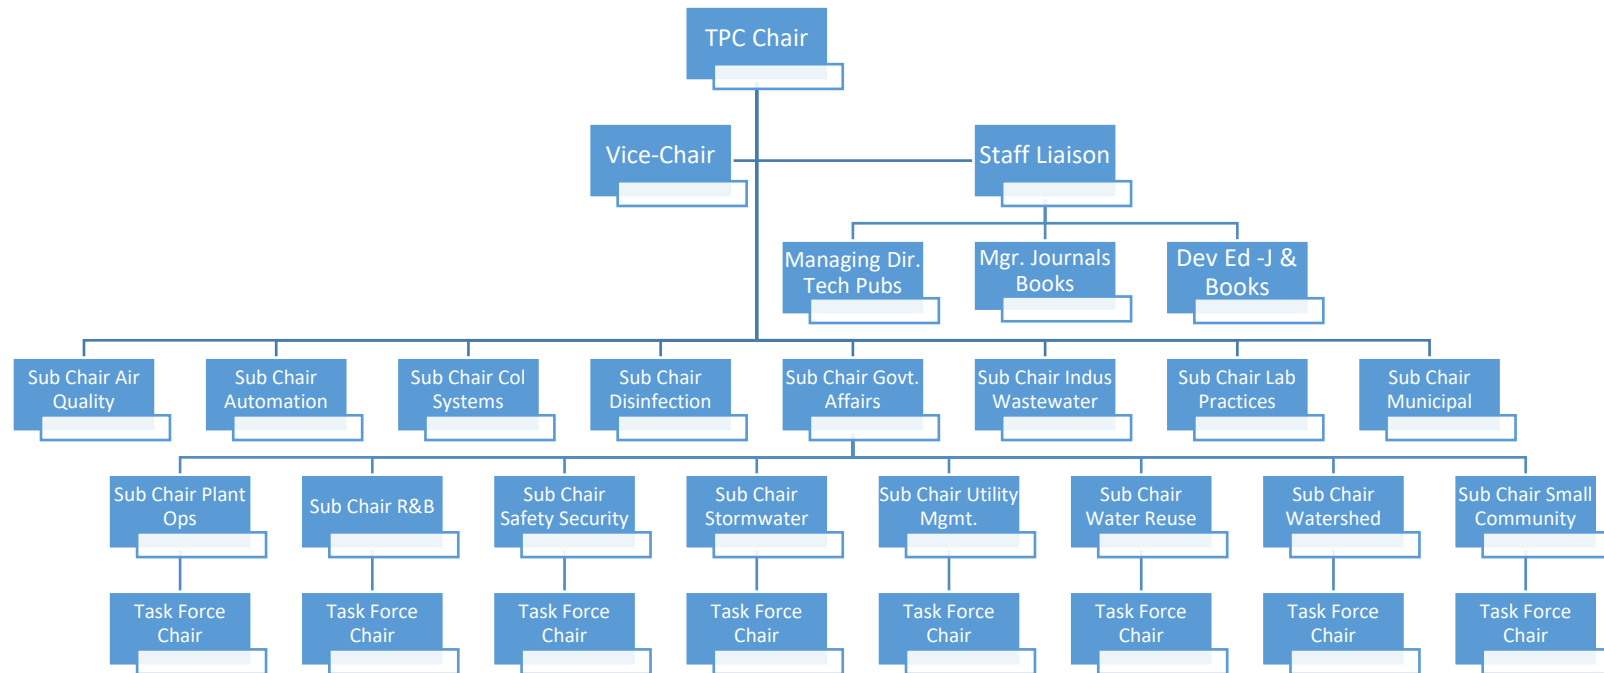 TPC Chair
Vice-Chair
Staff Liaison
Managing Dir.
Tech Pubs
Mgr. Journals
Books
Dev Ed -J &
Books
Sub Chair Air
Quality
Sub Chair
Automation
Sub Chair Col
Systems
Sub Chair
Disinfection
Sub Chair Govt.
Affairs
Sub Chair Indus
Wastewater
Sub Chair Lab
Practices
Sub Chair
Municipal
Sub Chair Plant
Ops
Sub Chair R&B
Sub Chair
Safety Security
Sub Chair
Stormwater
Sub Chair Utility
Mgmt.
Sub Chair
Water Reuse
Sub Chair
Watershed
Sub Chair Small
Community
Task Force
Chair
Task Force
Chair
Task Force
Chair
Task Force
Chair
Task Force
Chair
Task Force
Chair
Task Force
Chair
Task Force
Chair